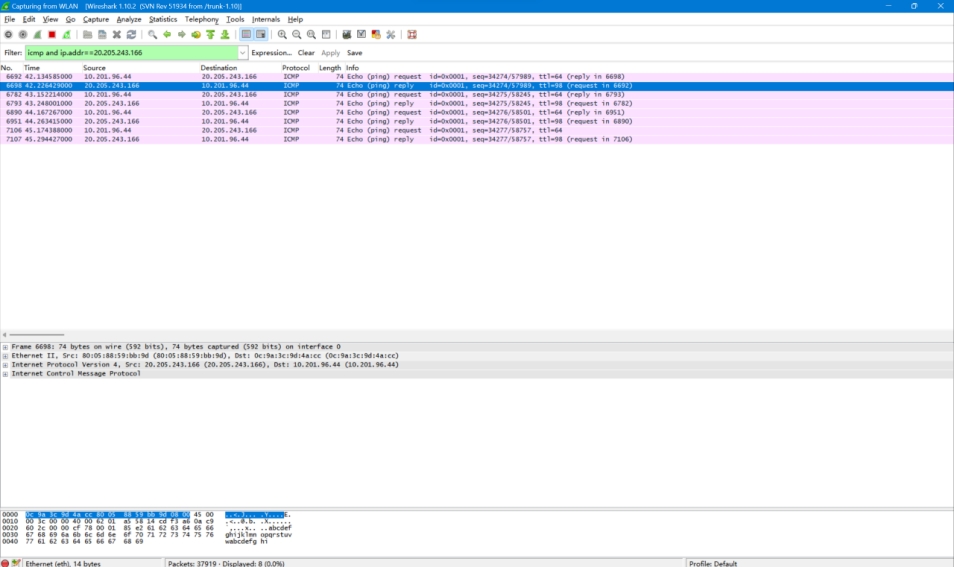 Capturing from WLAN [Wireshark 1.10.2 (SVN Rev 51934 from /trunk-1.10)]
File Edit View Go Capture Analyze Statistics Telephony Tools Internals Help
Filter: icmp and ip.addr==20.205.243.166 Expression... Clear Apply Save
No. Time Source Destination Protocol Length Info
6692 42.134585000 10.201.96.44 20.205.243.166 ICMP 74 Echo (ping) request id=0x0001, seq=34274/57989, ttl=64 (reply in 6698)
6698 42.226429000 20.205.243.166 10.201.96.44 ICMP 74 Echo (ping) reply id=0x0001, seq=34274/57989, ttl=98 (request in 6692)
6782 43.152214000 10.201.96.44 20.205.243.166 ICMP 74 Echo (ping) request id=0x0001, seq=34275/58245, ttl=64 (reply in 6793)
6793 43.248001000 20.205.243.166 10.201.96.44 ICMP 74 Echo (ping) reply id=0x0001, seq=34275/58245, ttl=98 (request in 6782)
6890 44.167267000 10.201.96.44 20.205.243.166 ICMP 74 Echo (ping) request id=0x0001, seq=34276/58501, ttl=64 (reply in 6951)
6951 44.263415000 20.205.243.166 10.201.96.44 ICMP 74 Echo (ping) reply id=0x0001, seq=34276/58501, ttl=98 (request in 6890)
7106 45.174388000 10.201.96.44 20.205.243.166 ICMP 74 Echo (ping) request id=0x0001, seq=34277/58757, ttl=64
7107 45.294427000 20.205.243.166 10.201.96.44 ICMP 74 Echo (ping) reply id=0x0001, seq=34277/58757, ttl=98 (request in 7106)
Frame 6698: 74 bytes on wire (592 bits), 74 bytes captured (592 bits) on interface 0
Ethernet II, Src: 80:05:88:59:bb:9d (80:05:88:59:bb:9d), Dst: 0c:9a:3c:9d:4a:cc (0c:9a:3c:9d:4a:cc)
Internet Protocol Version 4, Src: 20.205.243.166 (20.205.243.166), Dst: 10.201.96.44 (10.201.96.44)
Internet Control Message Protocol
0000 0c 9a 3c 9d 4a cc 80 05 88 59 bb 9d 08 00 45 00 ..<.J... .Y....E.
0010 00 3c 00 00 40 00 62 01 a5 58 14 cd f3 a6 0a c9 .<..@.b. .X......
0020 60 2c 00 00 cf 78 00 01 85 e2 61 62 63 64 65 66 `,...x.. ..abcdef
0030 67 68 69 6a 6b 6c 6d 6e 6f 70 71 72 73 74 75 76 ghijklmn opqrstuv
0040 77 61 62 63 64 65 66 67 68 69 wabcdefg hi
Ethernet (eth), 14 bytes Packets: 37919 · Displayed: 8 (0.0%) Profile: Default